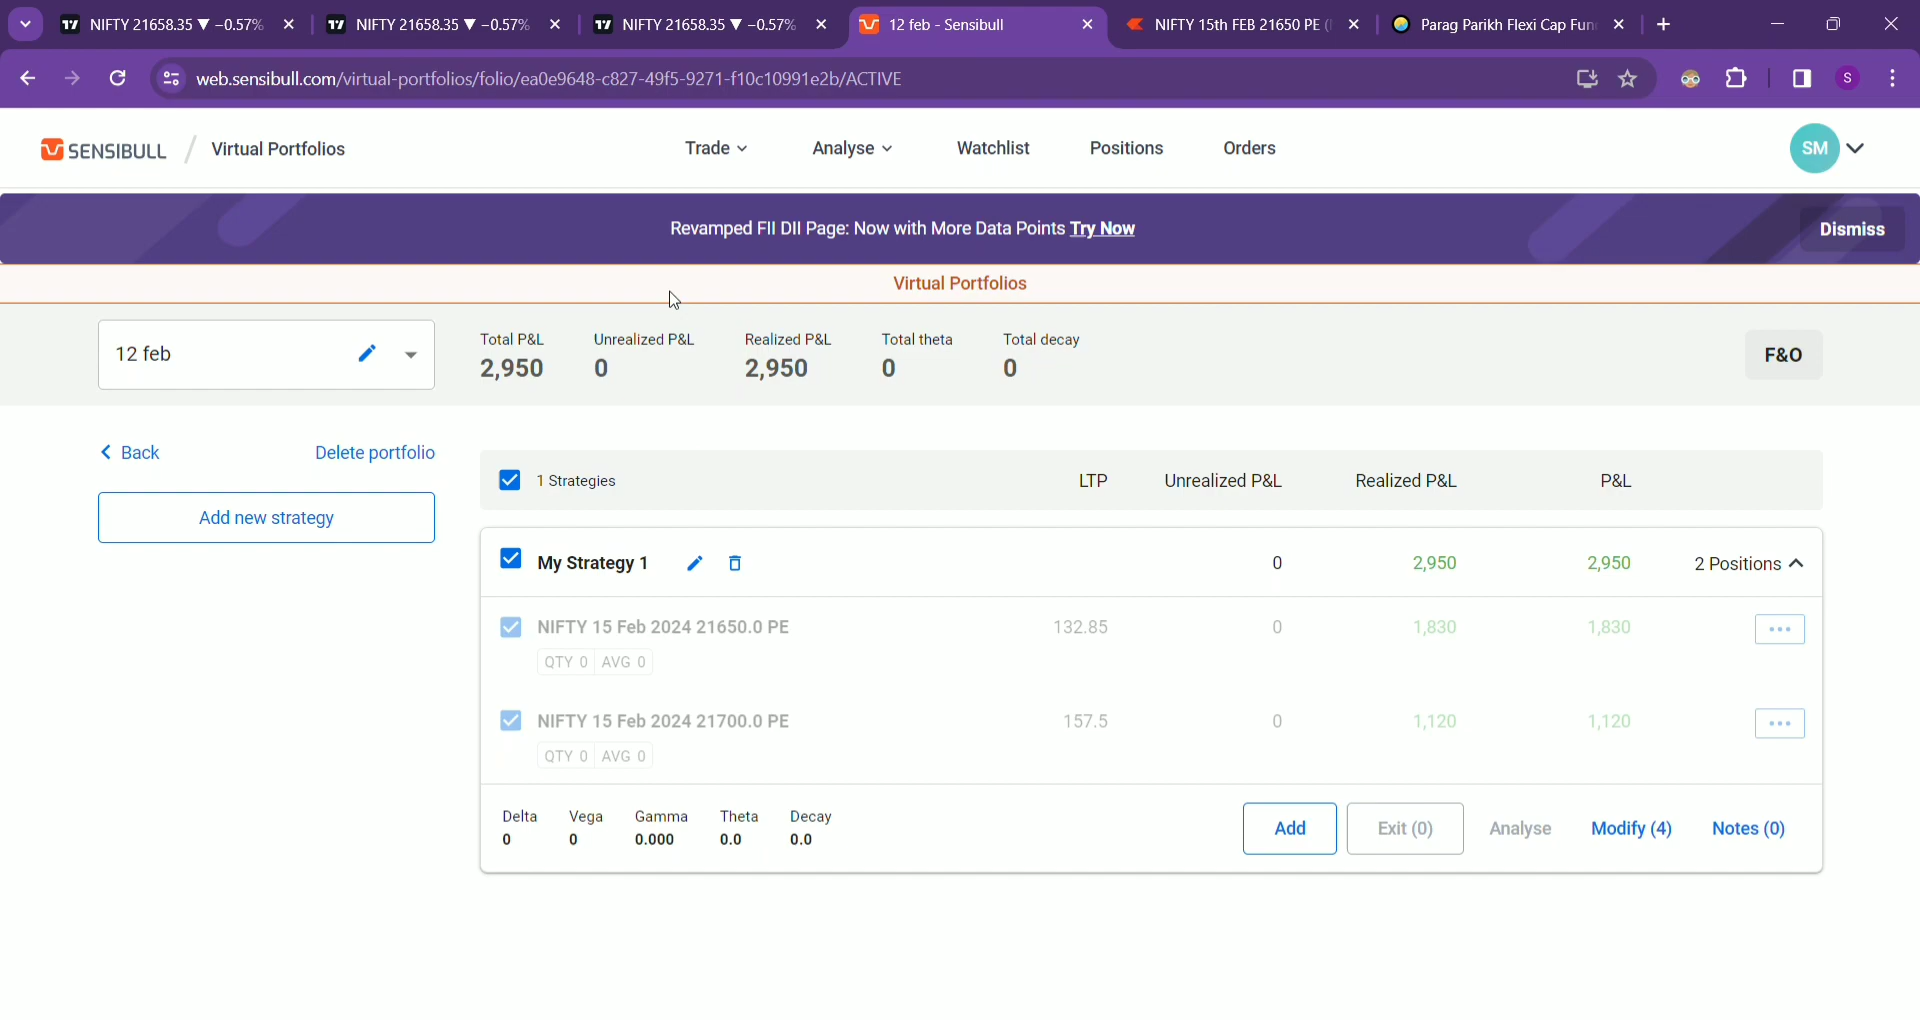 NIFTY 21658.35 ▼ -0.57%
NIFTY 21658.35 ▼ -0.57%
NIFTY 21658.35 ▼ -0.57%
12 feb - Sensibull
NIFTY 15th FEB 21650 PE (
Parag Parikh Flexi Cap Fun
web.sensibull.com/virtual-portfolios/folio/ea0e9648-c827-49f5-9271-f10c10991e2b/ACTIVE
S
SENSIBULL / Virtual Portfolios
Trade
Analyse
Watchlist
Positions
Orders
SM
Revamped FII DII Page: Now with More Data Points Try Now
Dismiss
Virtual Portfolios
12 feb
Total P&L
2,950
Unrealized P&L
0
Realized P&L
2,950
Total theta
0
Total decay
0
F&O
Back
Delete portfolio
Add new strategy
1 Strategies LTP Unrealized P&L Realized P&L P&L
My Strategy 1 0 2,950 2,950 2 Positions
NIFTY 15 Feb 2024 21650.0 PE 132.85 0 1,830 1,830
QTY 0 AVG 0
NIFTY 15 Feb 2024 21700.0 PE 157.5 0 1,120 1,120
QTY 0 AVG 0
Delta Vega Gamma Theta Decay
0 0 0.000 0.0 0.0
Add Exit (0) Analyse Modify (4) Notes (0)